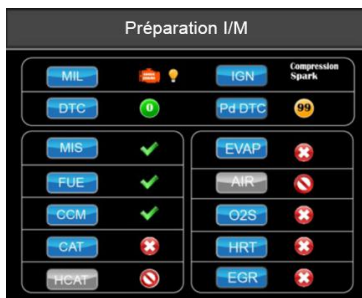 Préparation I/M
MIL
IGN
Compression
Spark
DTC
0
Pd DTC
99
MIS
EVAP
FUE
AIR
CCM
O2S
CAT
HRT
HCAT
EGR